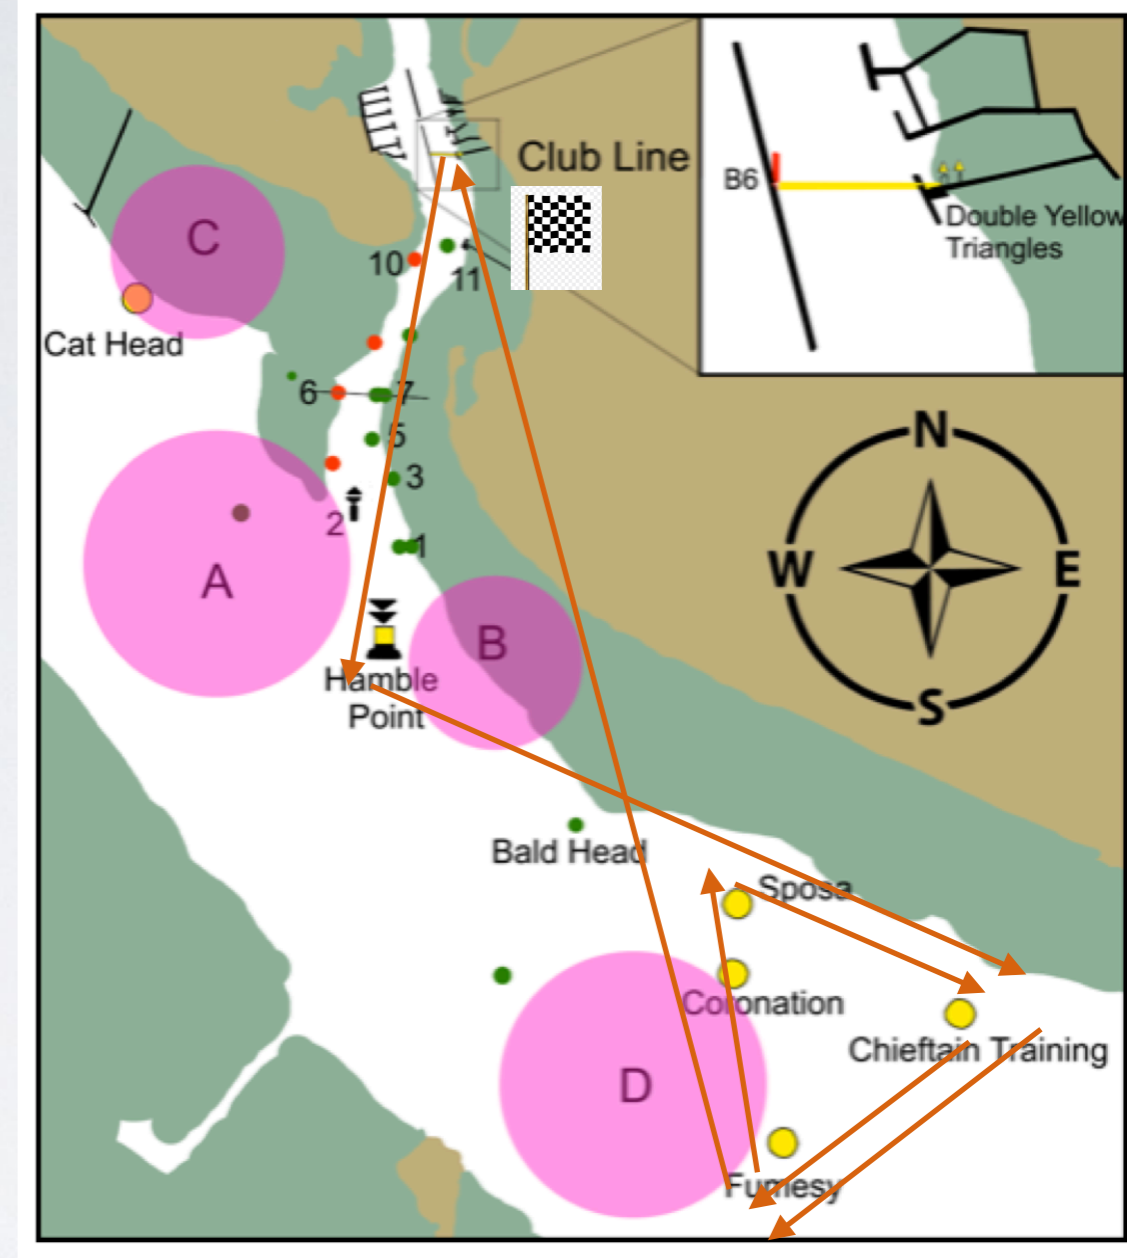 Club Line
B6
Double Yellow
Triangles
C
10
11
Cat Head
6
7
5
3
2
1
A
B
Hamble
Point
N
W
E
S
Bald Head
Sposa
Coronation
Chieftain Training
D
Fumesy